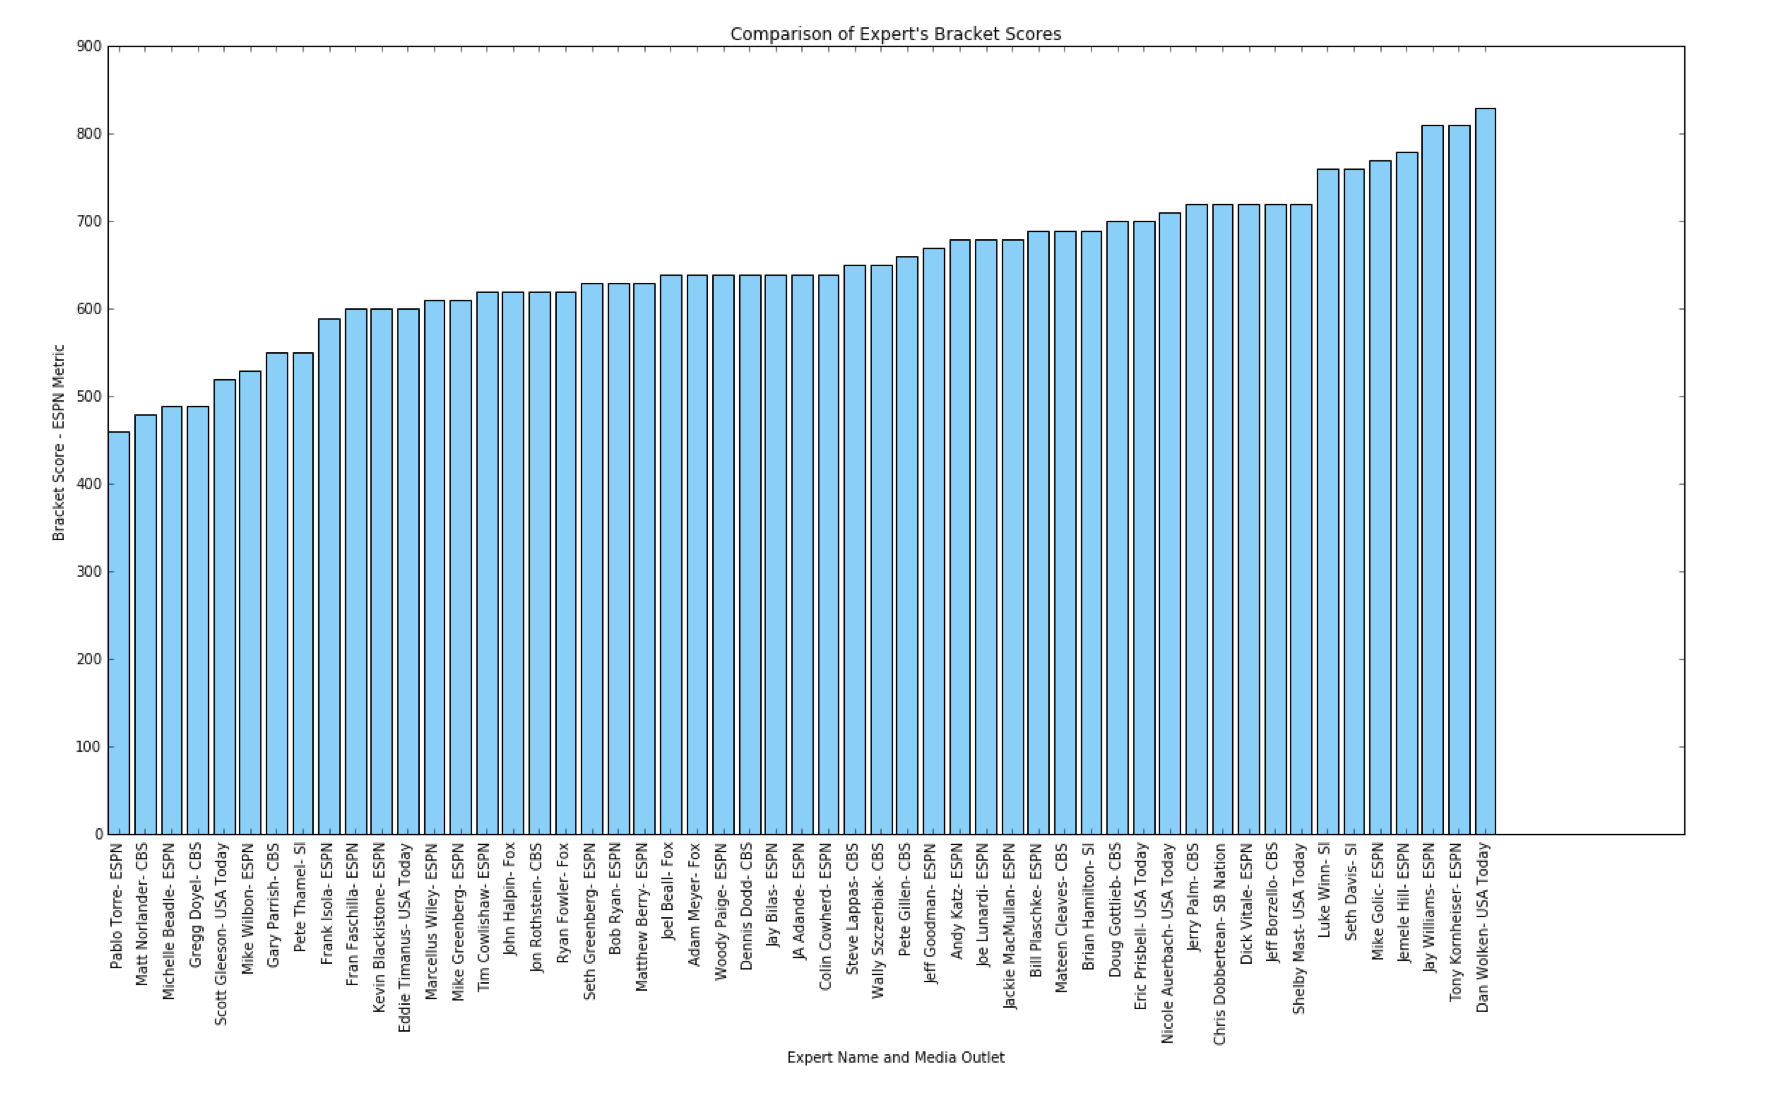 Comparison of Expert's Bracket Scores
900
800
700
600
500
400
300
200
100
0
Bracket Score - ESPN Metric
Pablo Torre- ESPN
Matt Norlander- CBS
Michelle Beadle- ESPN
Gregg Doyel- CBS
Scott Gleeson- USA Today
Mike Wilbon- ESPN
Gary Parrish- CBS
Pete Thamel- SI
Frank Isola- ESPN
Fran Faschilla- ESPN
Kevin Blackistone- ESPN
Eddie Timanus- USA Today
Marcellus Wiley- ESPN
Mike Greenberg- ESPN
Tim Cowlishaw- ESPN
John Halpin- Fox
Jon Rothstein- CBS
Ryan Fowler- Fox
Seth Greenberg- ESPN
Bob Ryan- ESPN
Matthew Berry- ESPN
Joel Beall- Fox
Adam Meyer- Fox
Woody Paige- ESPN
Dennis Dodd- CBS
Jay Bilas- ESPN
JA Adande- ESPN
Colin Cowherd- ESPN
Steve Lappas- CBS
Wally Szczerbiak- CBS
Pete Gillen- CBS
Jeff Goodman- ESPN
Andy Katz- ESPN
Joe Lunardi- ESPN
Jackie MacMullan- ESPN
Bill Plaschke- ESPN
Mateen Cleaves- CBS
Brian Hamilton- SI
Doug Gottlieb- CBS
Eric Prisbell- USA Today
Nicole Auerbach- USA Today
Jerry Palm- CBS
Chris Dobbertean- SB Nation
Dick Vitale- ESPN
Jeff Borzello- CBS
Shelby Mast- USA Today
Luke Winn- SI
Seth Davis- SI
Mike Golic- ESPN
Jemele Hill- ESPN
Jay Williams- ESPN
Tony Kornheiser- ESPN
Dan Wolken- USA Today
Expert Name and Media Outlet